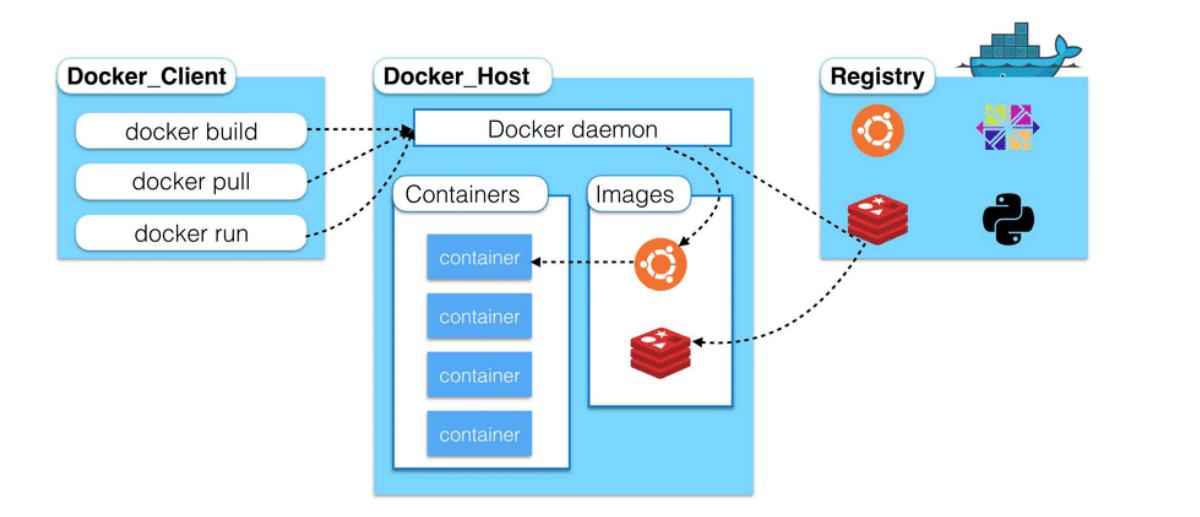 Docker_Client
docker build
docker pull
docker run
Docker_Host
Docker daemon
Containers
container
container
container
container
Images
Registry